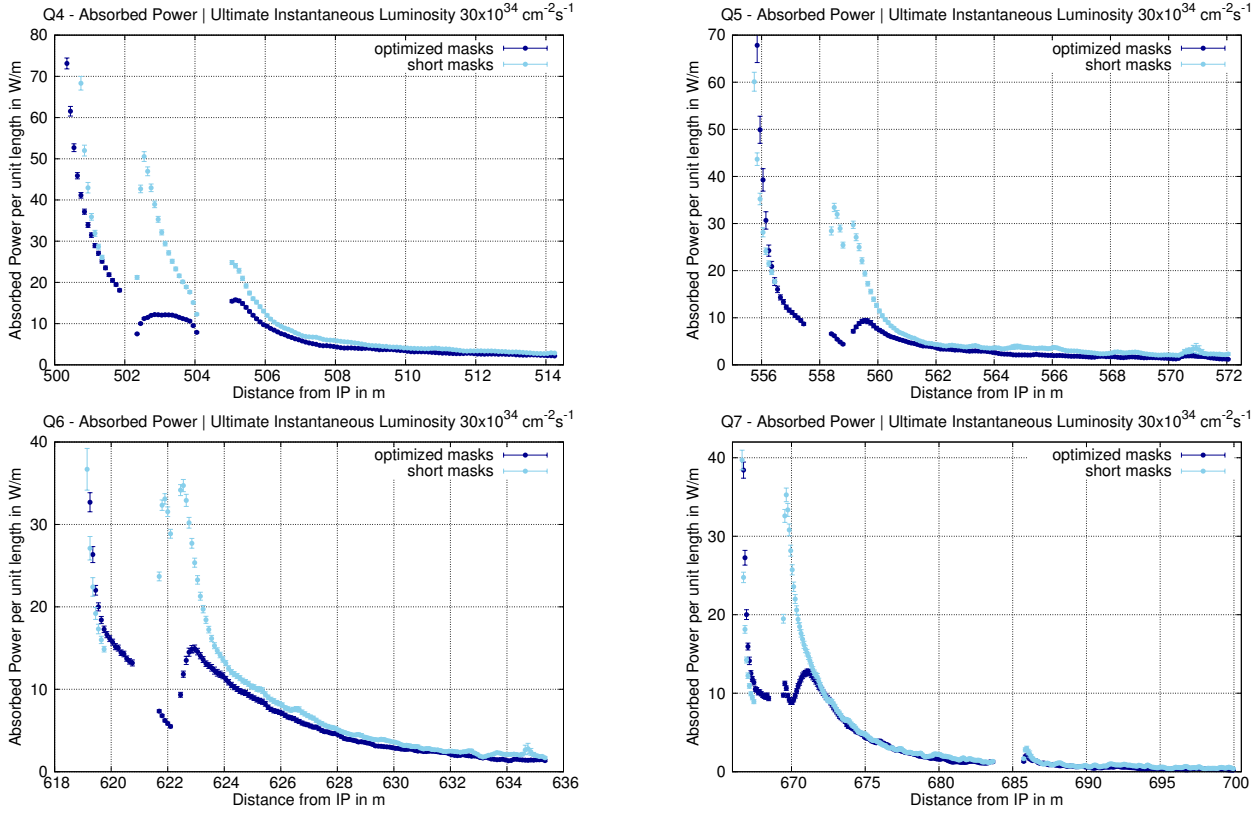 Q4 - Absorbed Power | Ultimate Instantaneous Luminosity 30x10^34 cm^-2s^-1
Absorbed Power per unit length in W/m
80
70
60
50
40
30
20
10
0
optimized masks
short masks
500 502 504 506 508 510 512 514
Distance from IP in m
Q5 - Absorbed Power | Ultimate Instantaneous Luminosity 30x10^34 cm^-2s^-1
Absorbed Power per unit length in W/m
70
60
50
40
30
20
10
0
optimized masks
short masks
556 558 560 562 564 566 568 570 572
Distance from IP in m
Q6 - Absorbed Power | Ultimate Instantaneous Luminosity 30x10^34 cm^-2s^-1
Absorbed Power per unit length in W/m
40
30
20
10
0
optimized masks
short masks
618 620 622 624 626 628 630 632 634 636
Distance from IP in m
Q7 - Absorbed Power | Ultimate Instantaneous Luminosity 30x10^34 cm^-2s^-1
Absorbed Power per unit length in W/m
40
30
20
10
0
optimized masks
short masks
670 675 680 685 690 695 700
Distance from IP in m